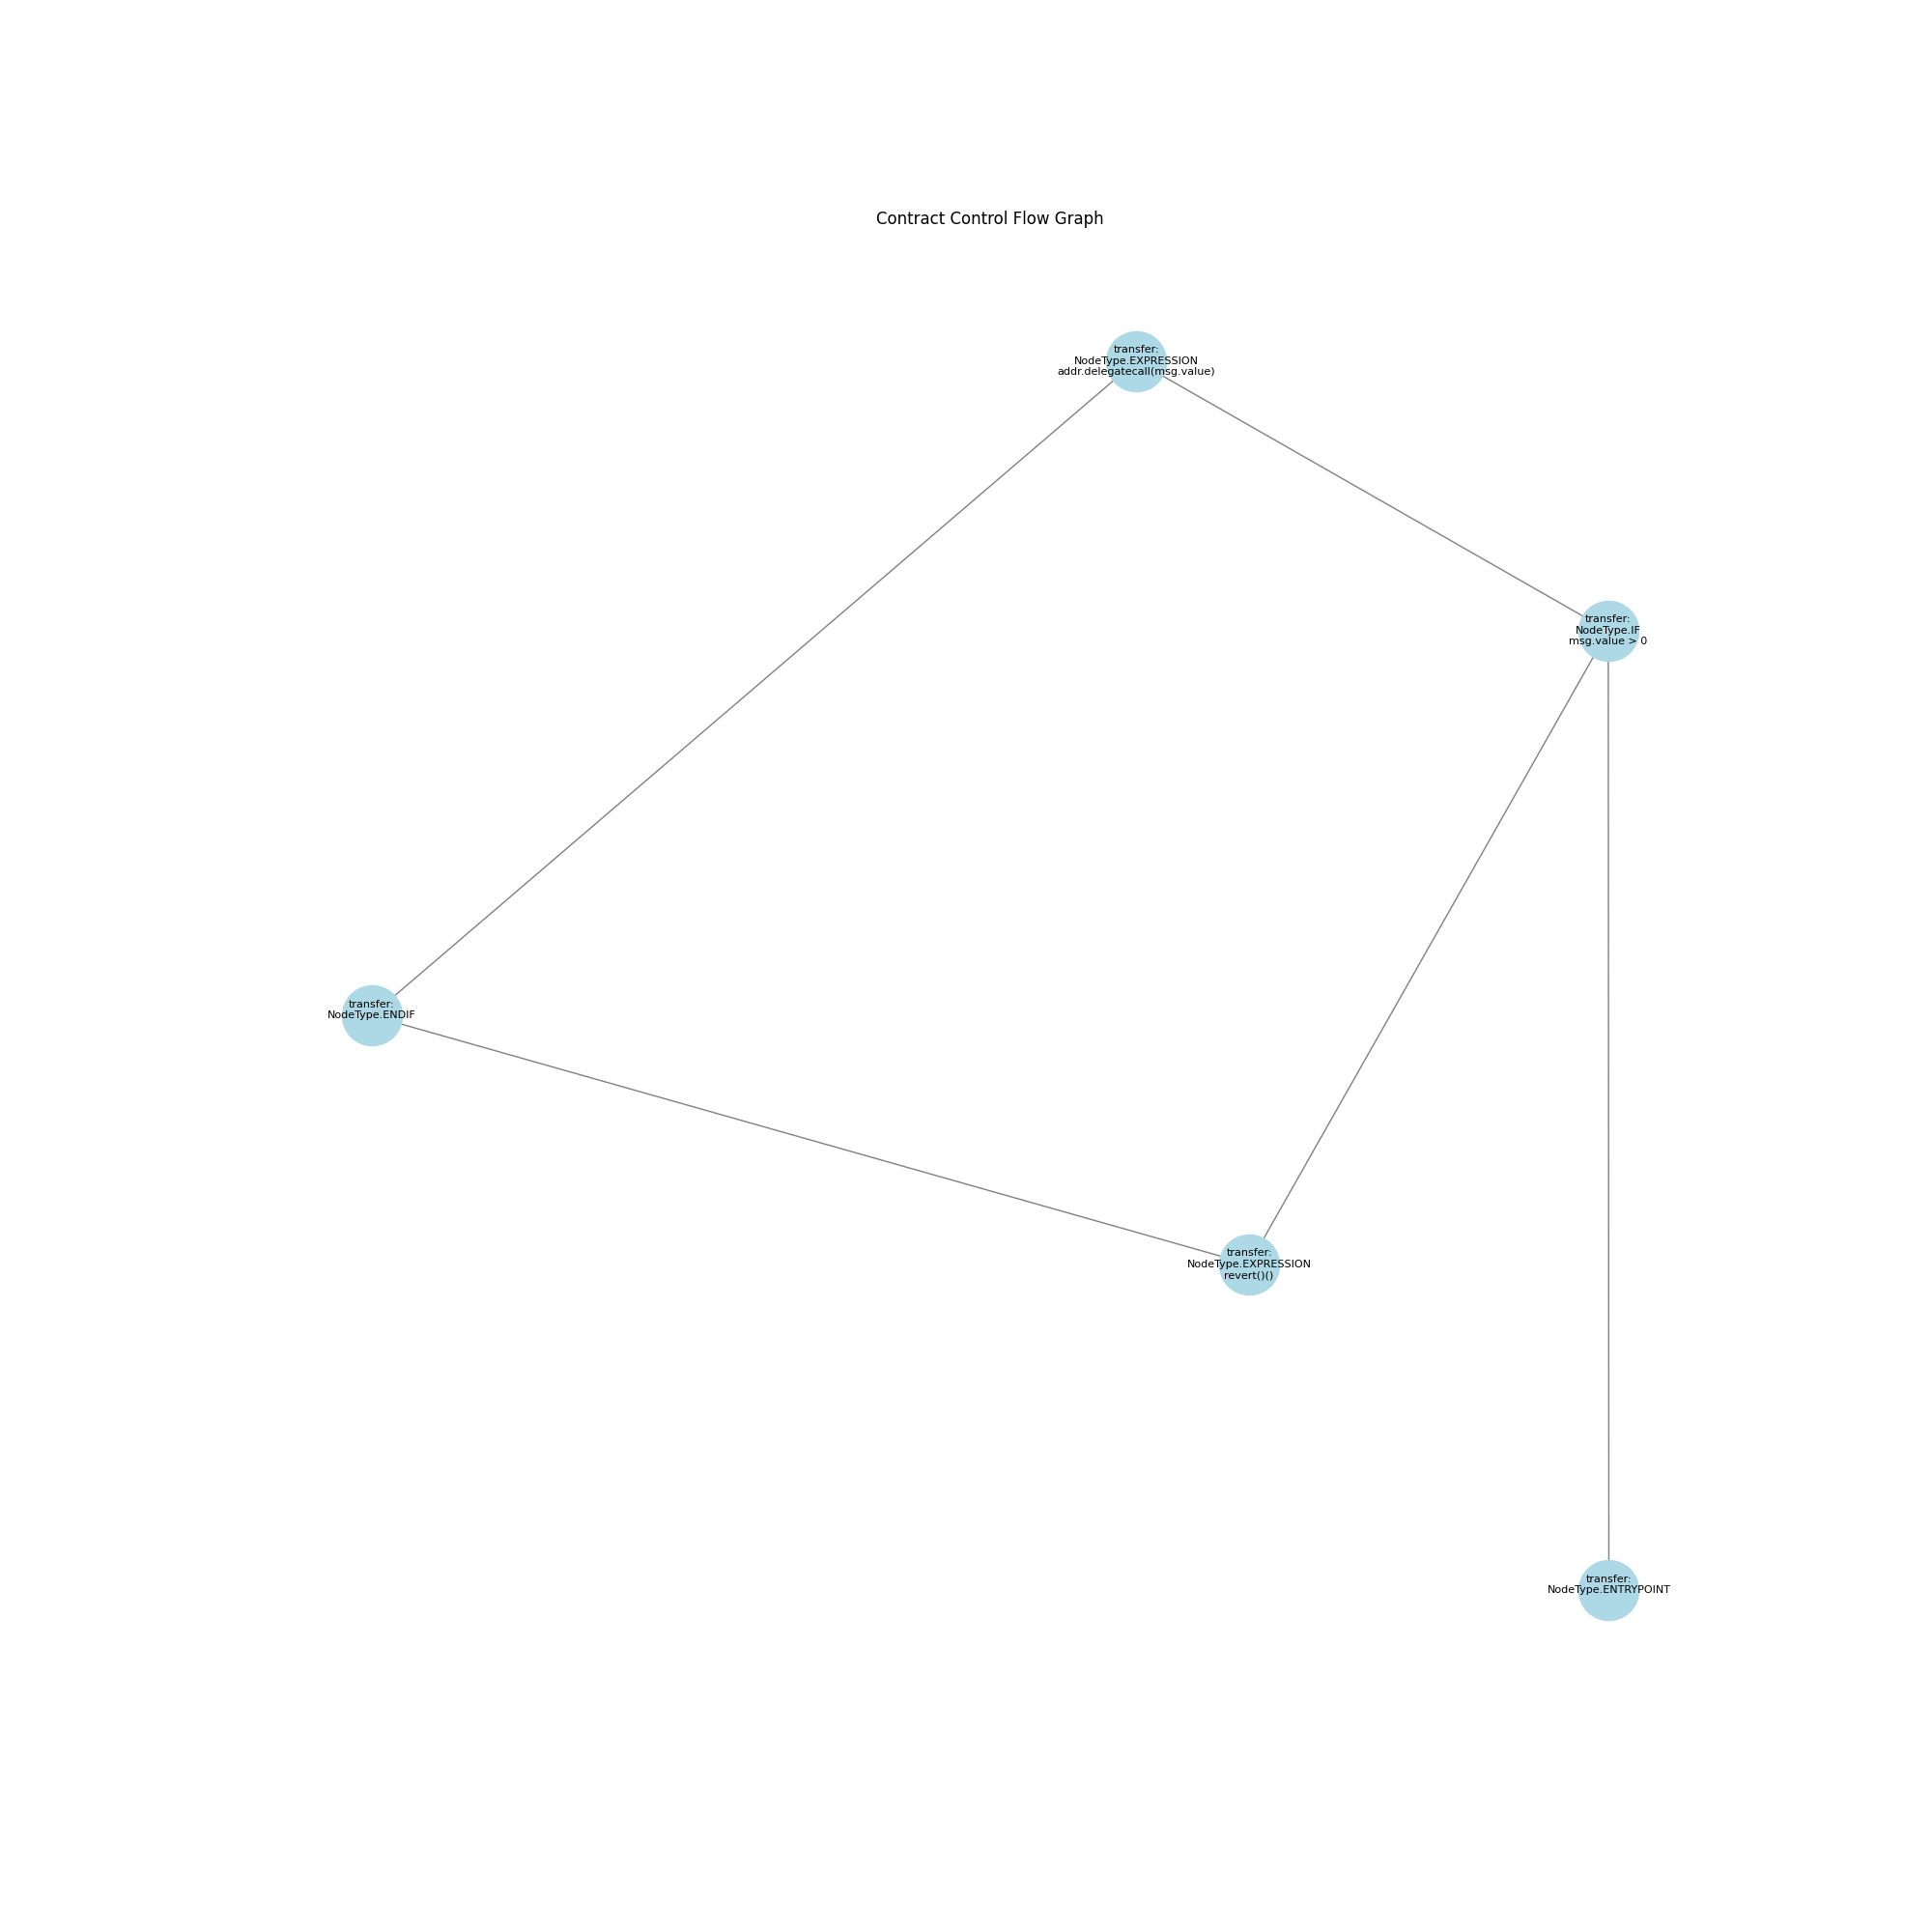 Contract Control Flow Graph
transfer:
NodeType.EXPRESSION
addr.delegatecall(msg.value)
transfer:
NodeType.IF
msg.value > 0
transfer:
NodeType.ENDIF
transfer:
NodeType.EXPRESSION
revert()()
transfer:
NodeType.ENTRYPOINT